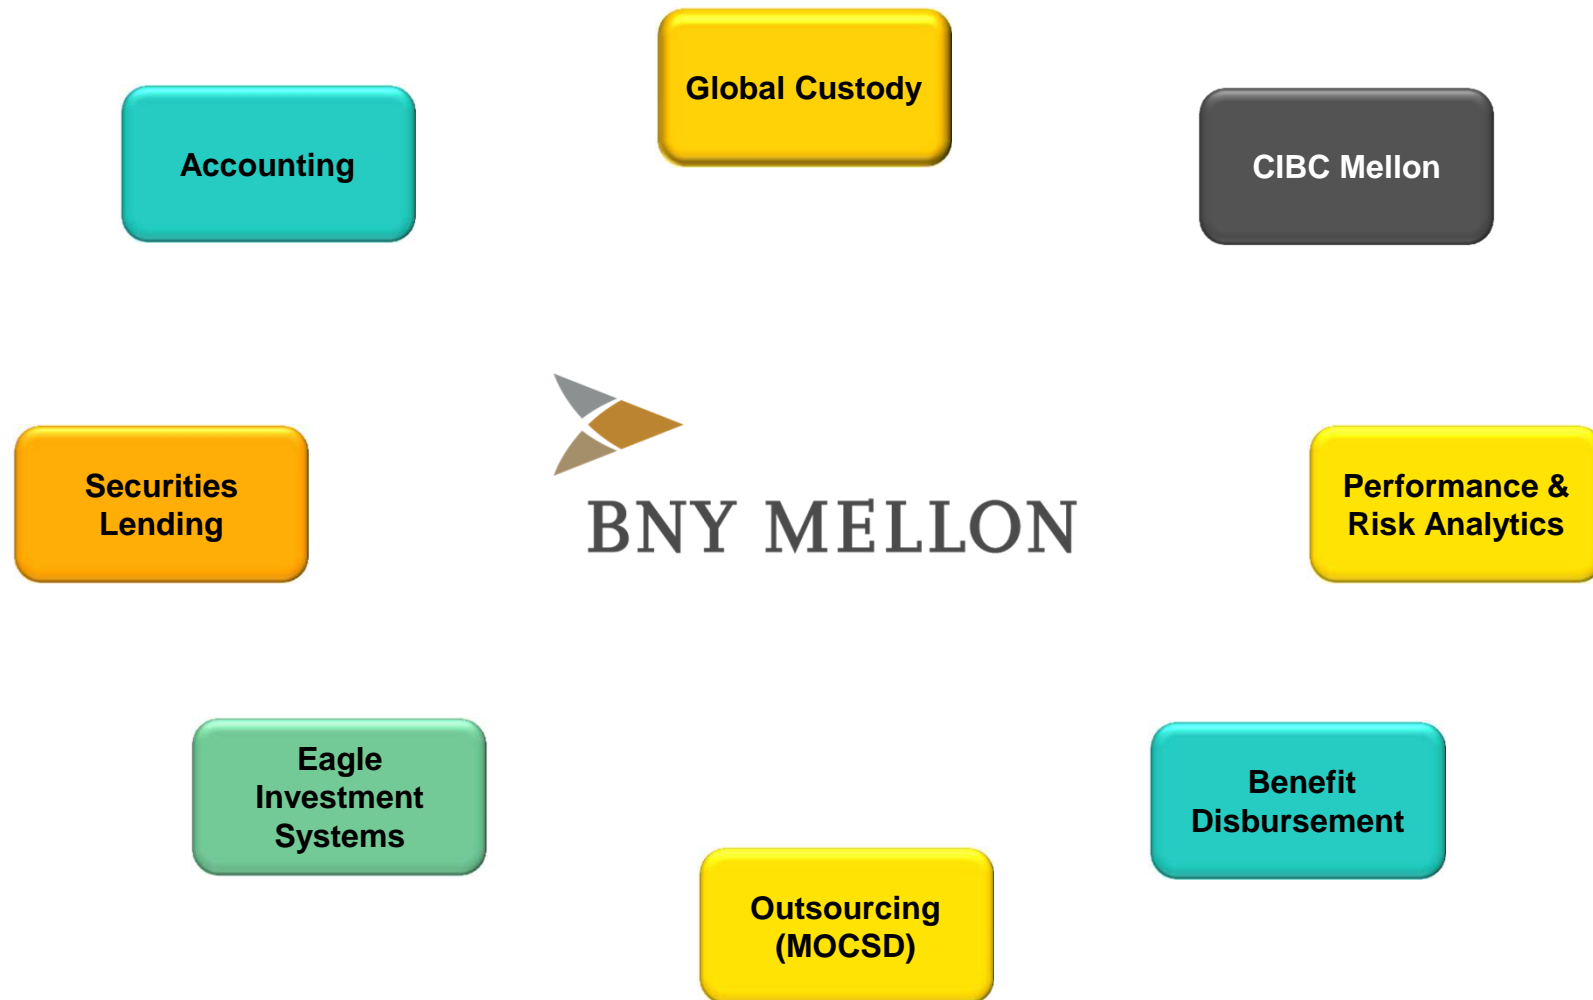 Global Custody
Accounting
CIBC Mellon
BNY MELLON
Securities
Lending
Performance &
Risk Analytics
Eagle
Investment
Systems
Benefit
Disbursement
Outsourcing
(MOCSD)